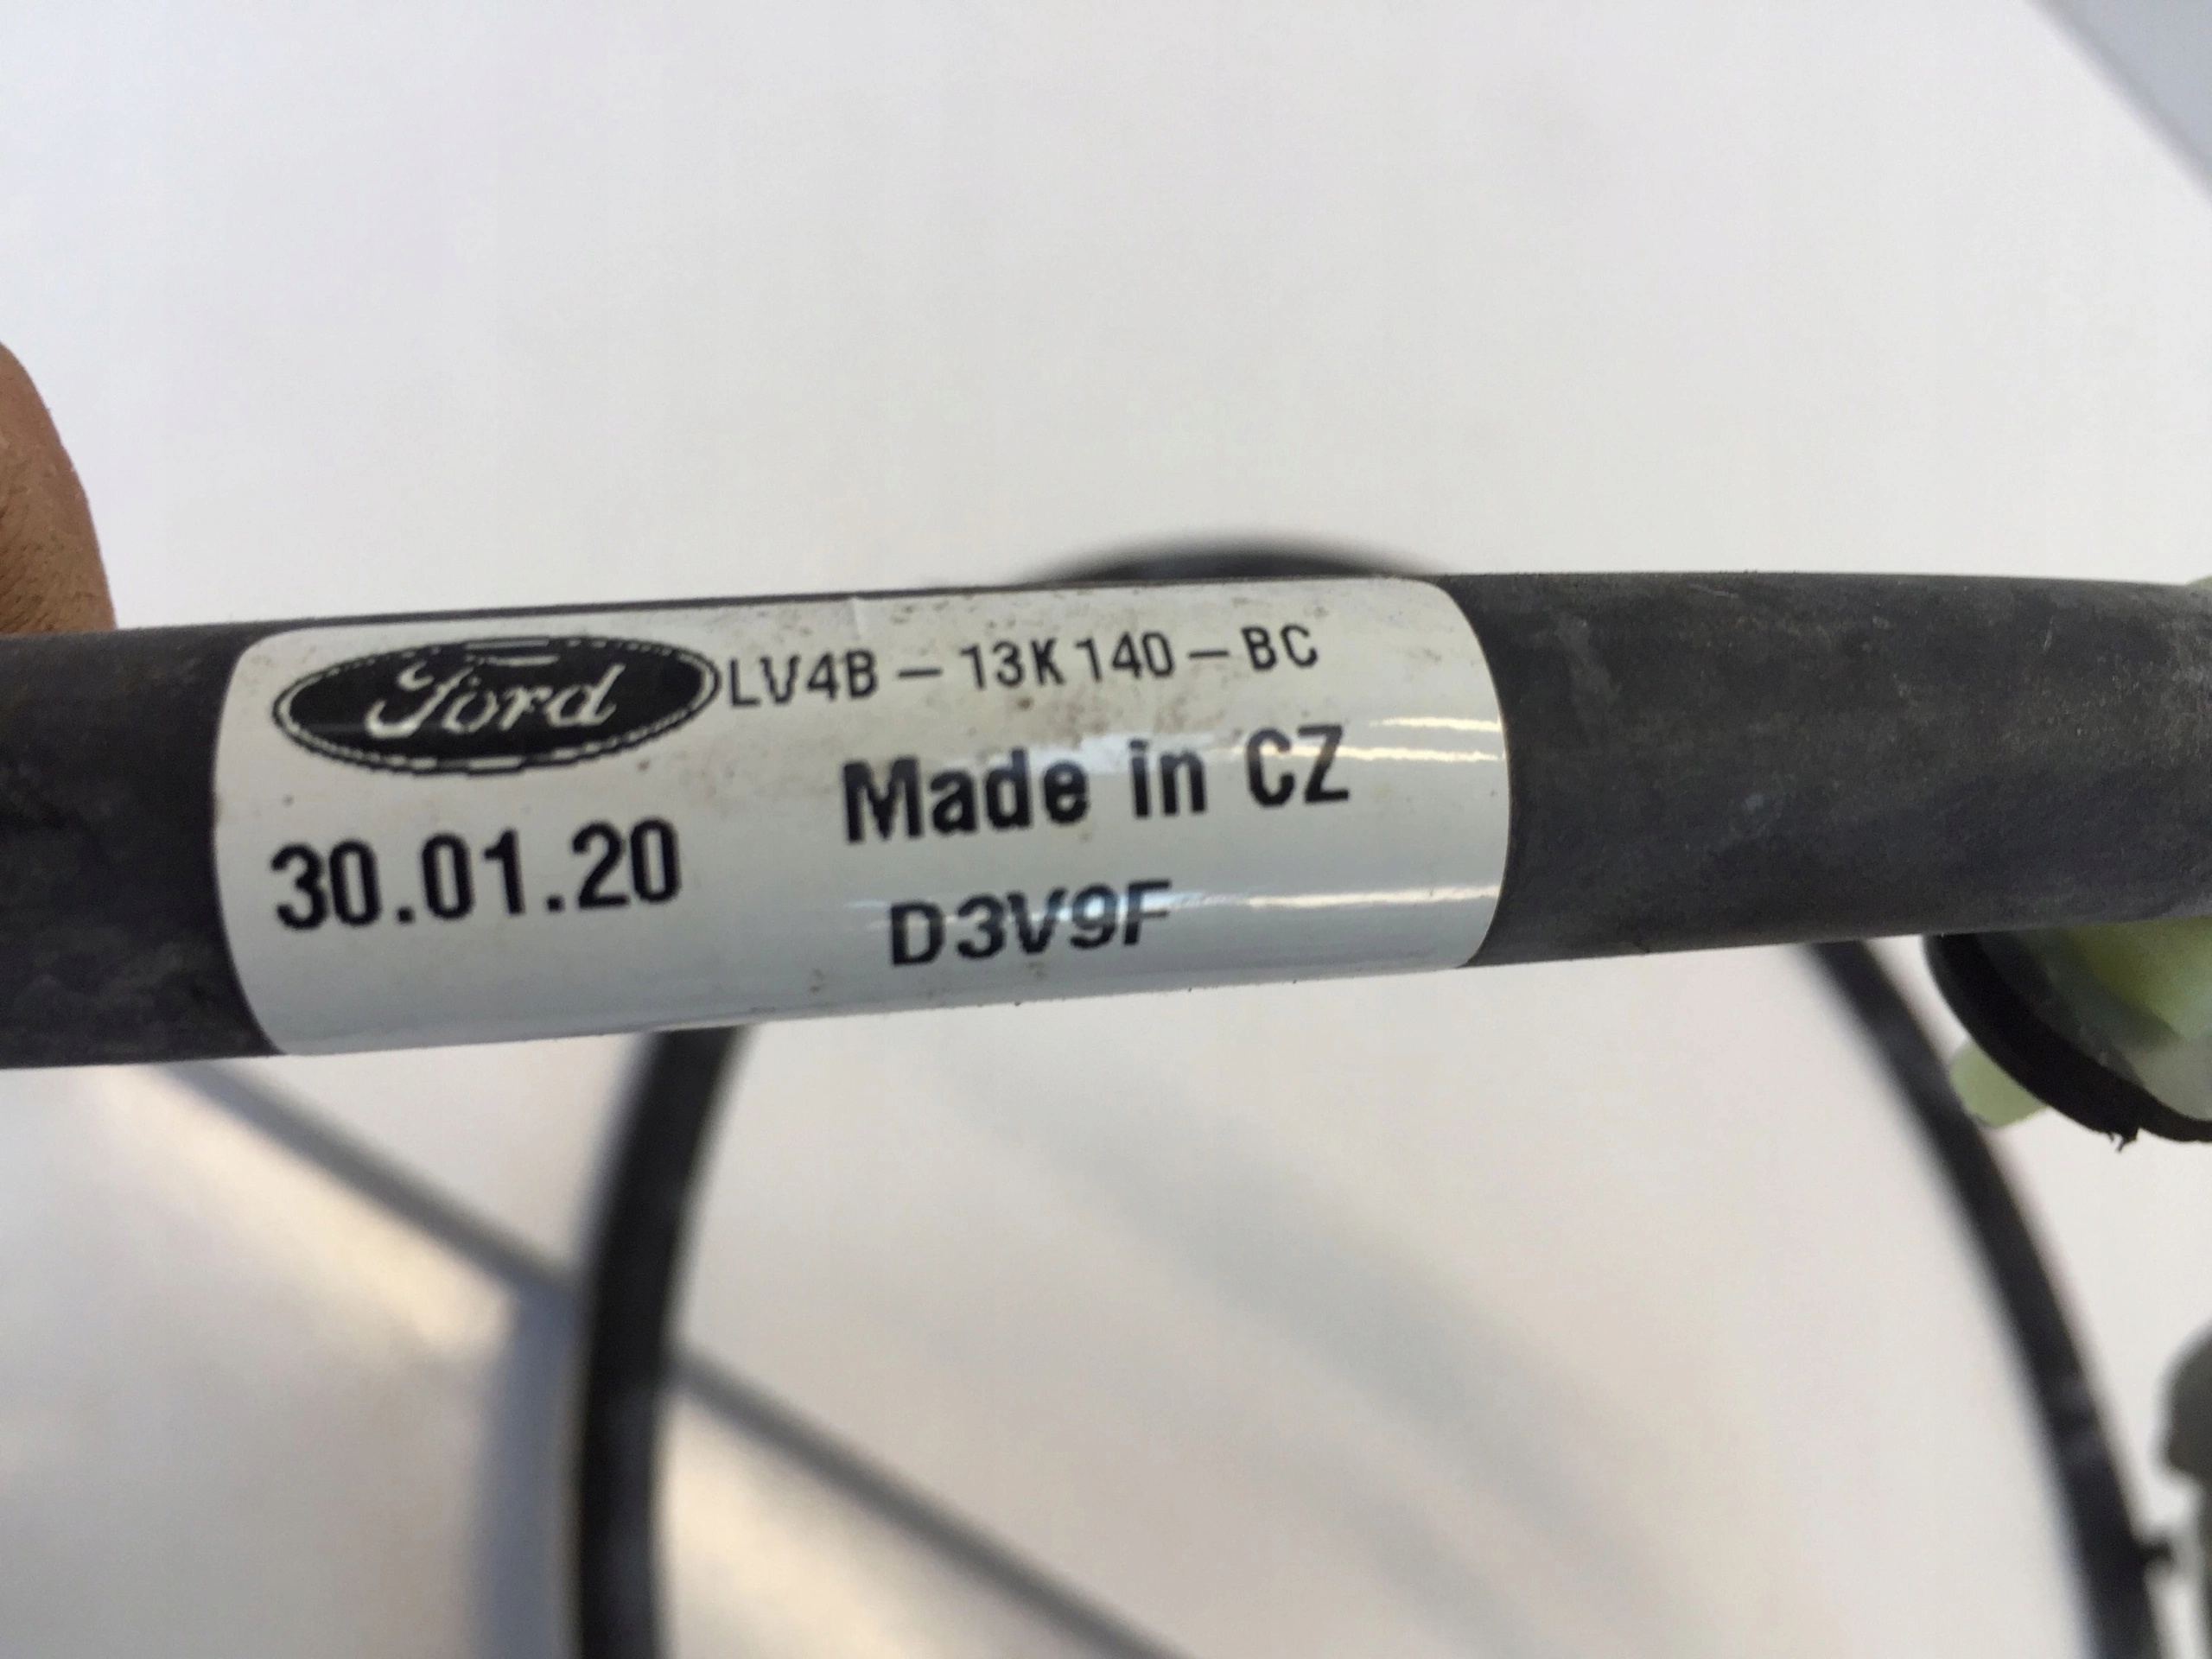 Ford LV4B-13K140-BC
Made in CZ
30.01.20
D3V9F